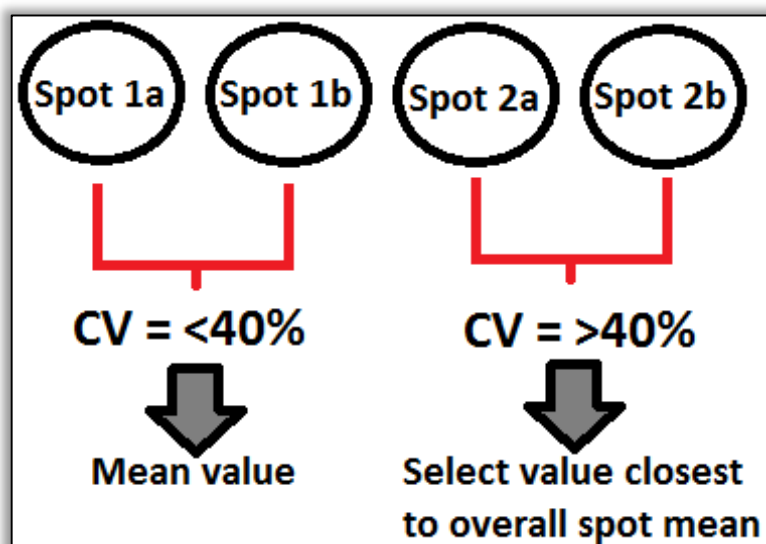 Spot 1a Spot 1b Spot 2a Spot 2b
CV = <40% CV = >40%
Mean value Select value closest
to overall spot mean